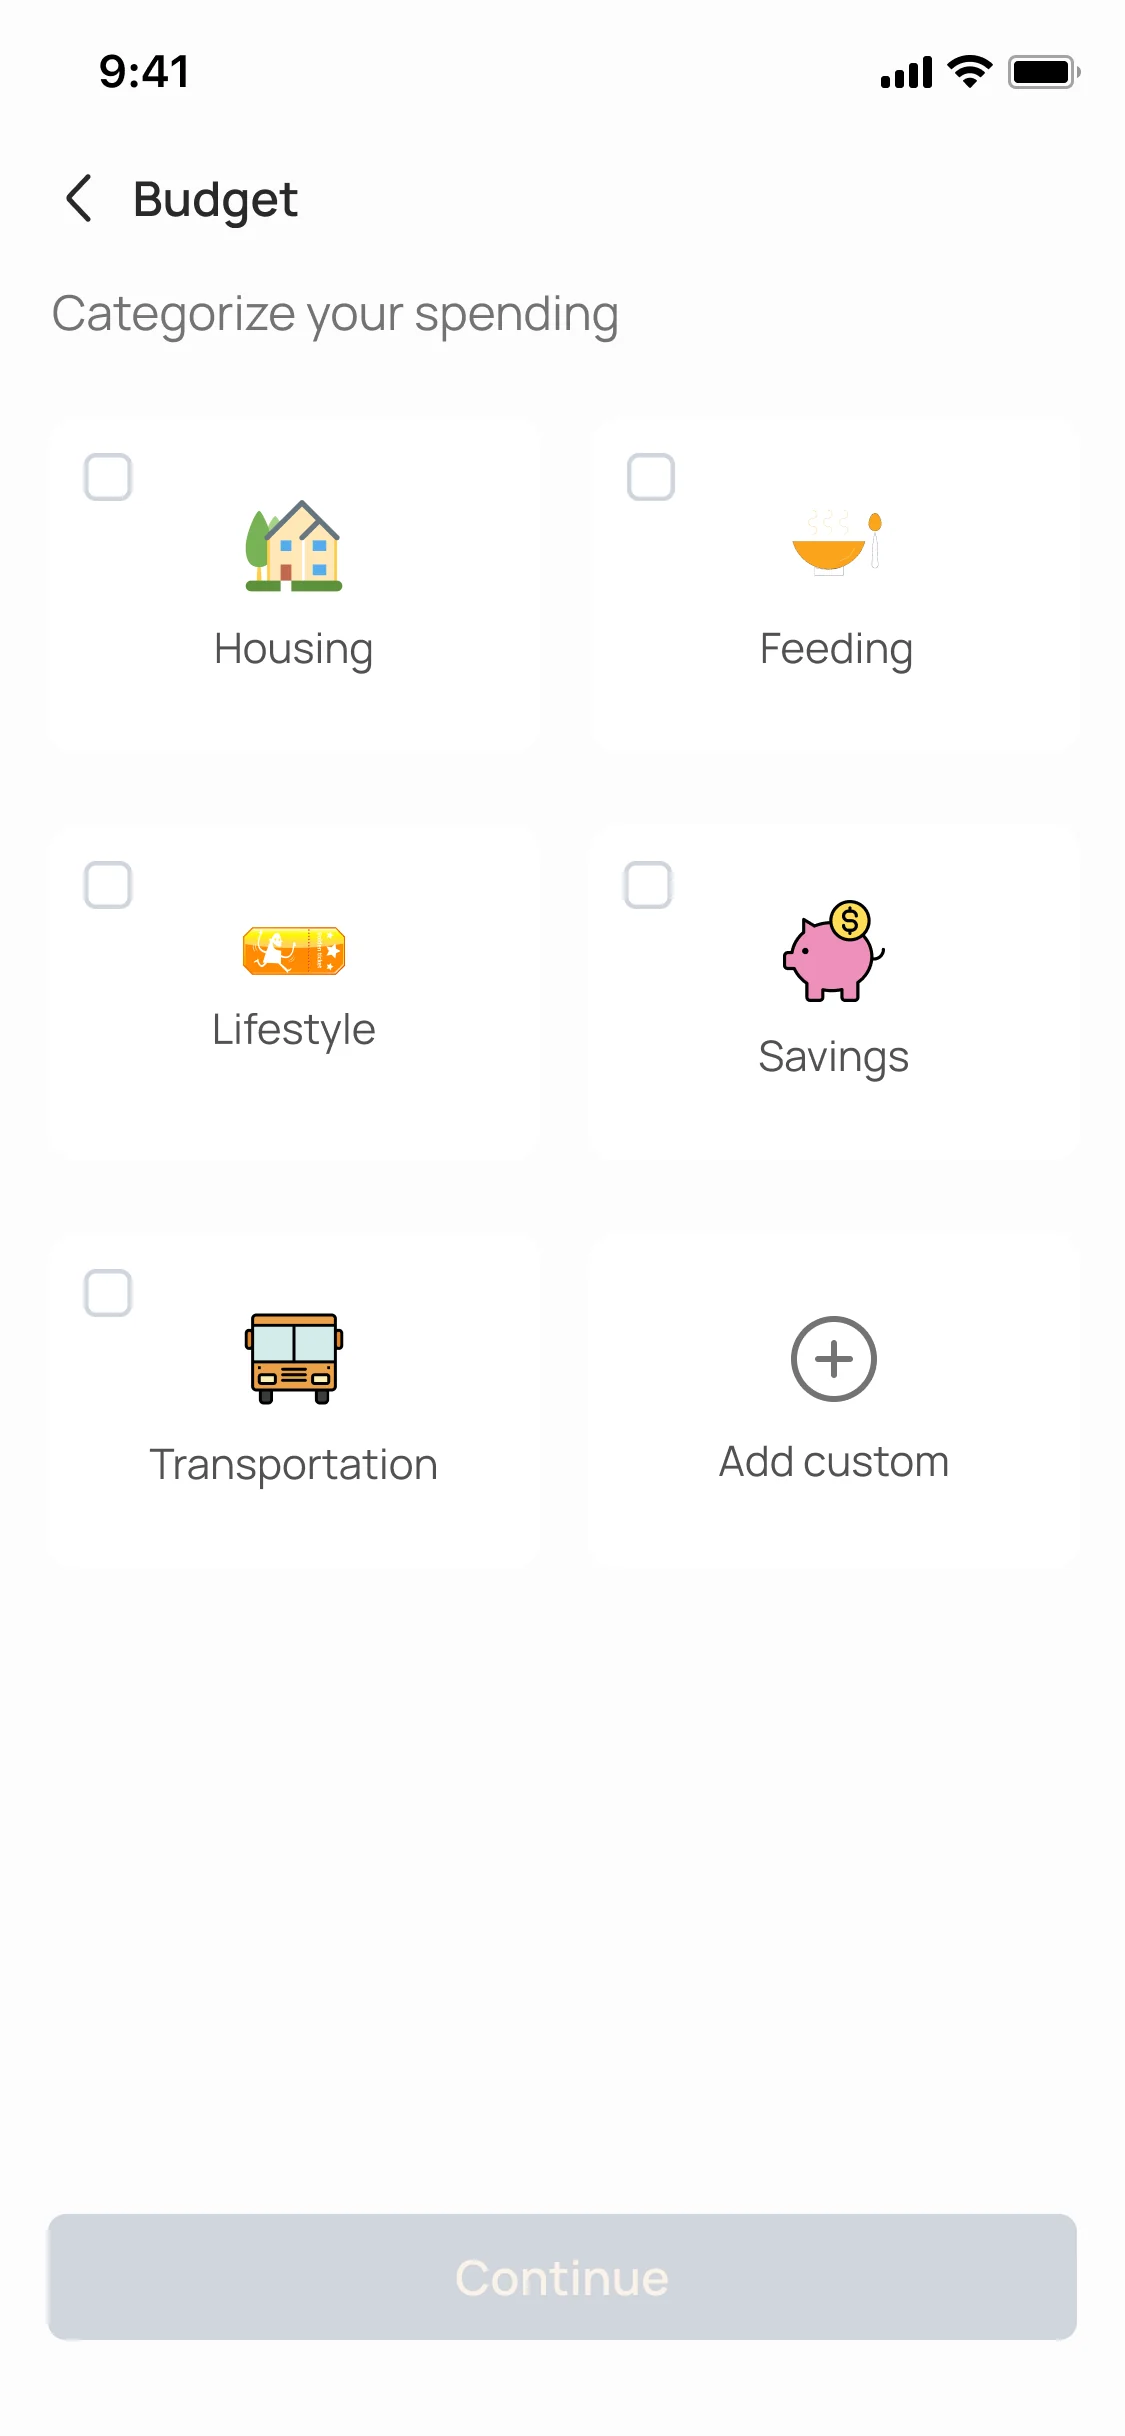 9:41
Budget
Categorize your spending
Housing
Feeding
Lifestyle
Savings
Transportation
Add custom
Continue